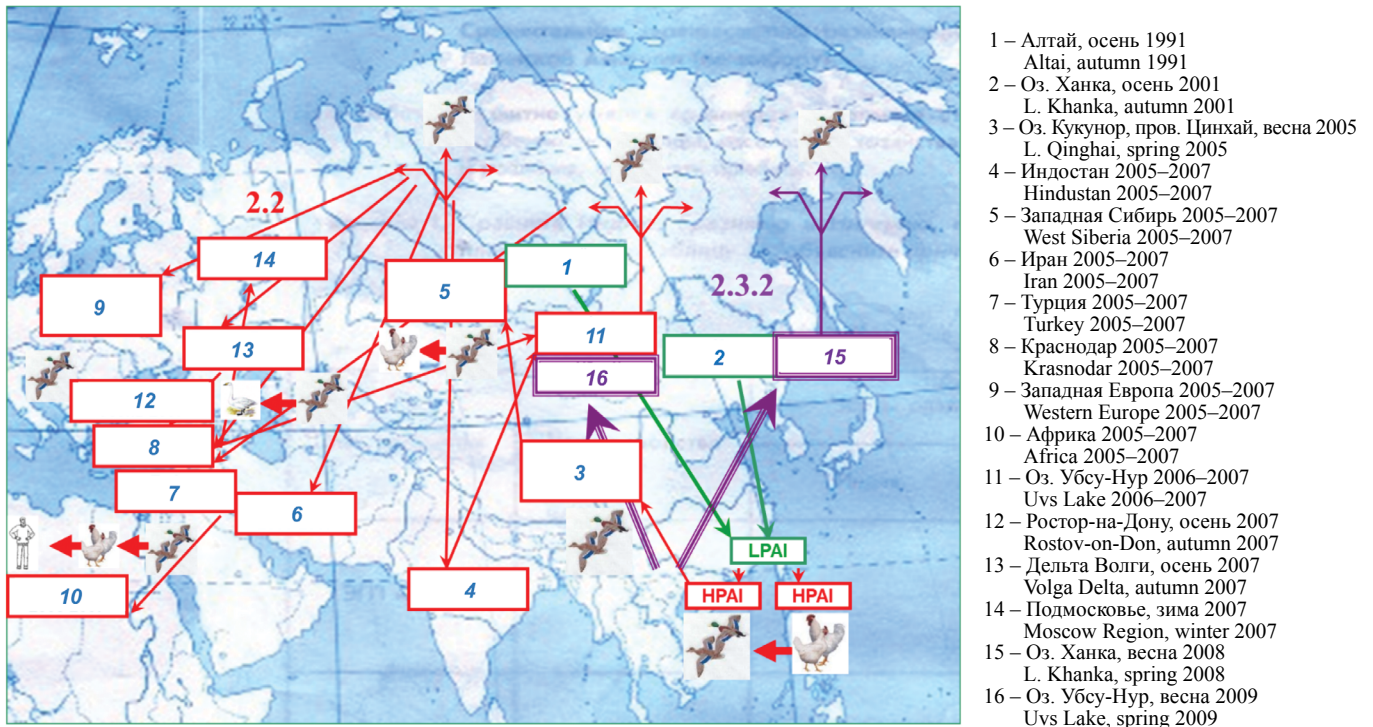 2.2
14
1
9
5
2.3.2
11
2
15
13
16
12
8
3
7
6
LPAI
4
HPAI
HPAI
10
1 – Алтай, осень 1991
Altai, autumn 1991
2 – Оз. Ханка, осень 2001
L. Khanka, autumn 2001
3 – Оз. Кукунор, пров. Цинхай, весна 2005
L. Qinghai, spring 2005
4 – Индостан 2005–2007
Hindustan 2005–2007
5 – Западная Сибирь 2005–2007
West Siberia 2005–2007
6 – Иран 2005–2007
Iran 2005–2007
7 – Турция 2005–2007
Turkey 2005–2007
8 – Краснодар 2005–2007
Krasnodar 2005–2007
9 – Западная Европа 2005–2007
Western Europe 2005–2007
10 – Африка 2005–2007
Africa 2005–2007
11 – Оз. Убсу-Нур 2006–2007
Uvs Lake 2006–2007
12 – Ростор-на-Дону, осень 2007
Rostov-on-Don, autumn 2007
13 – Дельта Волги, осень 2007
Volga Delta, autumn 2007
14 – Подмосковье, зима 2007
Moscow Region, winter 2007
15 – Оз. Ханка, весна 2008
L. Khanka, spring 2008
16 – Оз. Убсу-Нур, весна 2009
Uvs Lake, spring 2009